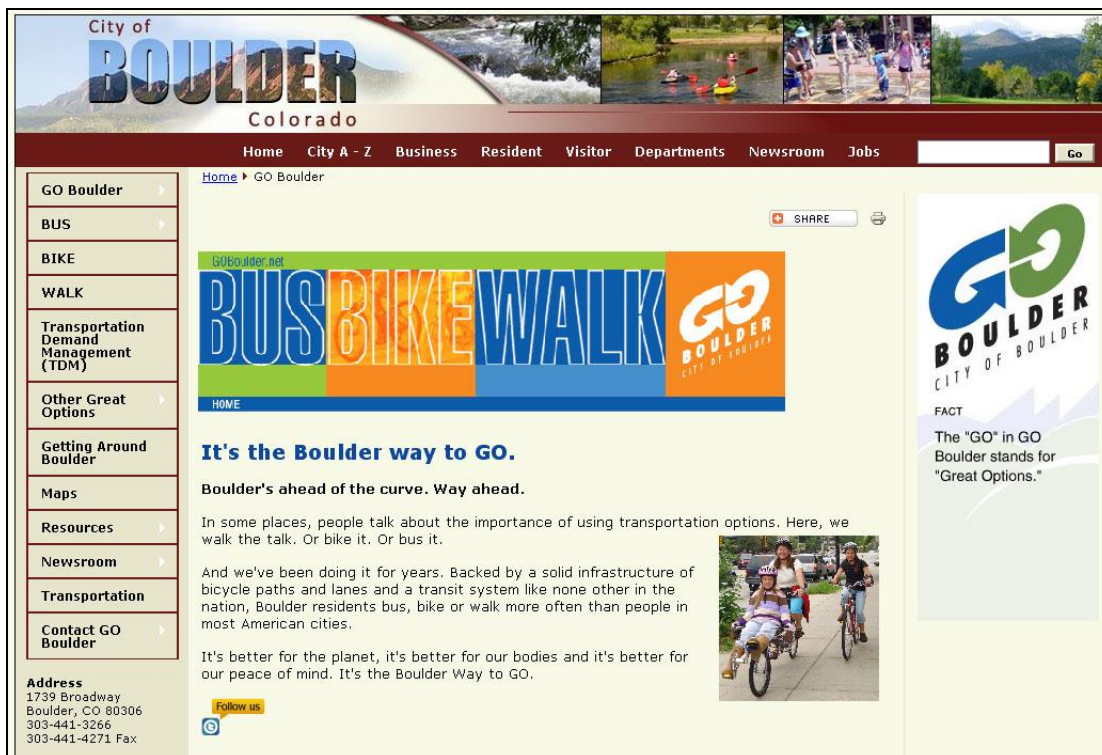 City of
BOULDER
Colorado
Home City A - Z Business Resident Visitor Departments Newsroom Jobs Go
Home GO Boulder
SHARE
GO Boulder
BUS
BIKE
WALK
Transportation
Demand
Management
(TDM)
Other Great
Options
Getting Around
Boulder
Maps
Resources
Newsroom
Transportation
Contact GO
Boulder
Address
1739 Broadway
Boulder, CO 80306
303-441-3266
303-441-4271 Fax
GOBoulder.net
BUS BIKE WALK
GO
BOULDER
CITY OF BOULDER
HOME
It's the Boulder way to GO.
Boulder's ahead of the curve. Way ahead.
In some places, people talk about the importance of using transportation options. Here, we
walk the talk. Or bike it. Or bus it.
And we've been doing it for years. Backed by a solid infrastructure of
bicycle paths and lanes and a transit system like none other in the
nation, Boulder residents bus, bike or walk more often than people in
most American cities.
It's better for the planet, it's better for our bodies and it's better for
our peace of mind. It's the Boulder Way to GO.
Follow us
GO
BOULDER
CITY OF BOULDER
FACT
The "GO" in GO
Boulder stands for
"Great Options."